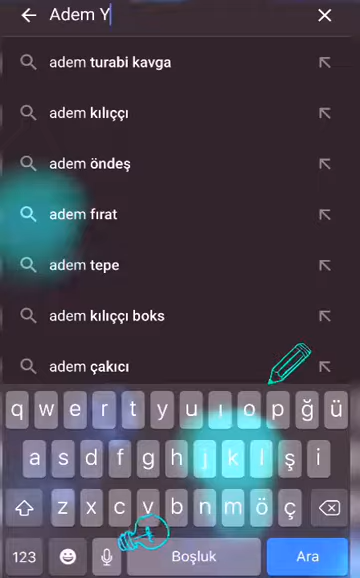 Adem Y
adem turabi kavga
adem kılıççı
adem öndeş
adem fırat
adem tepe
adem kılıççı boks
adem çakıcı
q w e r t y u ı o p ğ ü
a s d f g h j k l ş i
z x c v b n m ö ç
123 Boşluk Ara